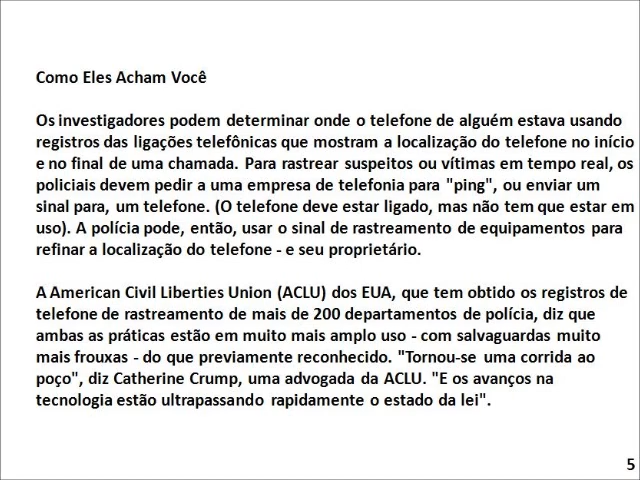 Como Eles Acham Você
Os investigadores podem determinar onde o telefone de alguém estava usando
registros das ligações telefônicas que mostram a localização do telefone no início
e no final de uma chamada. Para rastrear suspeitos ou vítimas em tempo real, os
policiais devem pedir a uma empresa de telefonia para "ping", ou enviar um
sinal para, um telefone. (O telefone deve estar ligado, mas não tem que estar em
uso). A polícia pode, então, usar o sinal de rastreamento de equipamentos para
refinar a localização do telefone - e seu proprietário.
A American Civil Liberties Union (ACLU) dos EUA, que tem obtido os registros de
telefone de rastreamento de mais de 200 departamentos de polícia, diz que
ambas as práticas estão em muito mais amplo uso - com salvaguardas muito
mais frouxas - do que previamente reconhecido. "Tornou-se uma corrida ao
poço", diz Catherine Crump, uma advogada da ACLU. "E os avanços na
tecnologia estão ultrapassando rapidamente o estado da lei".
5